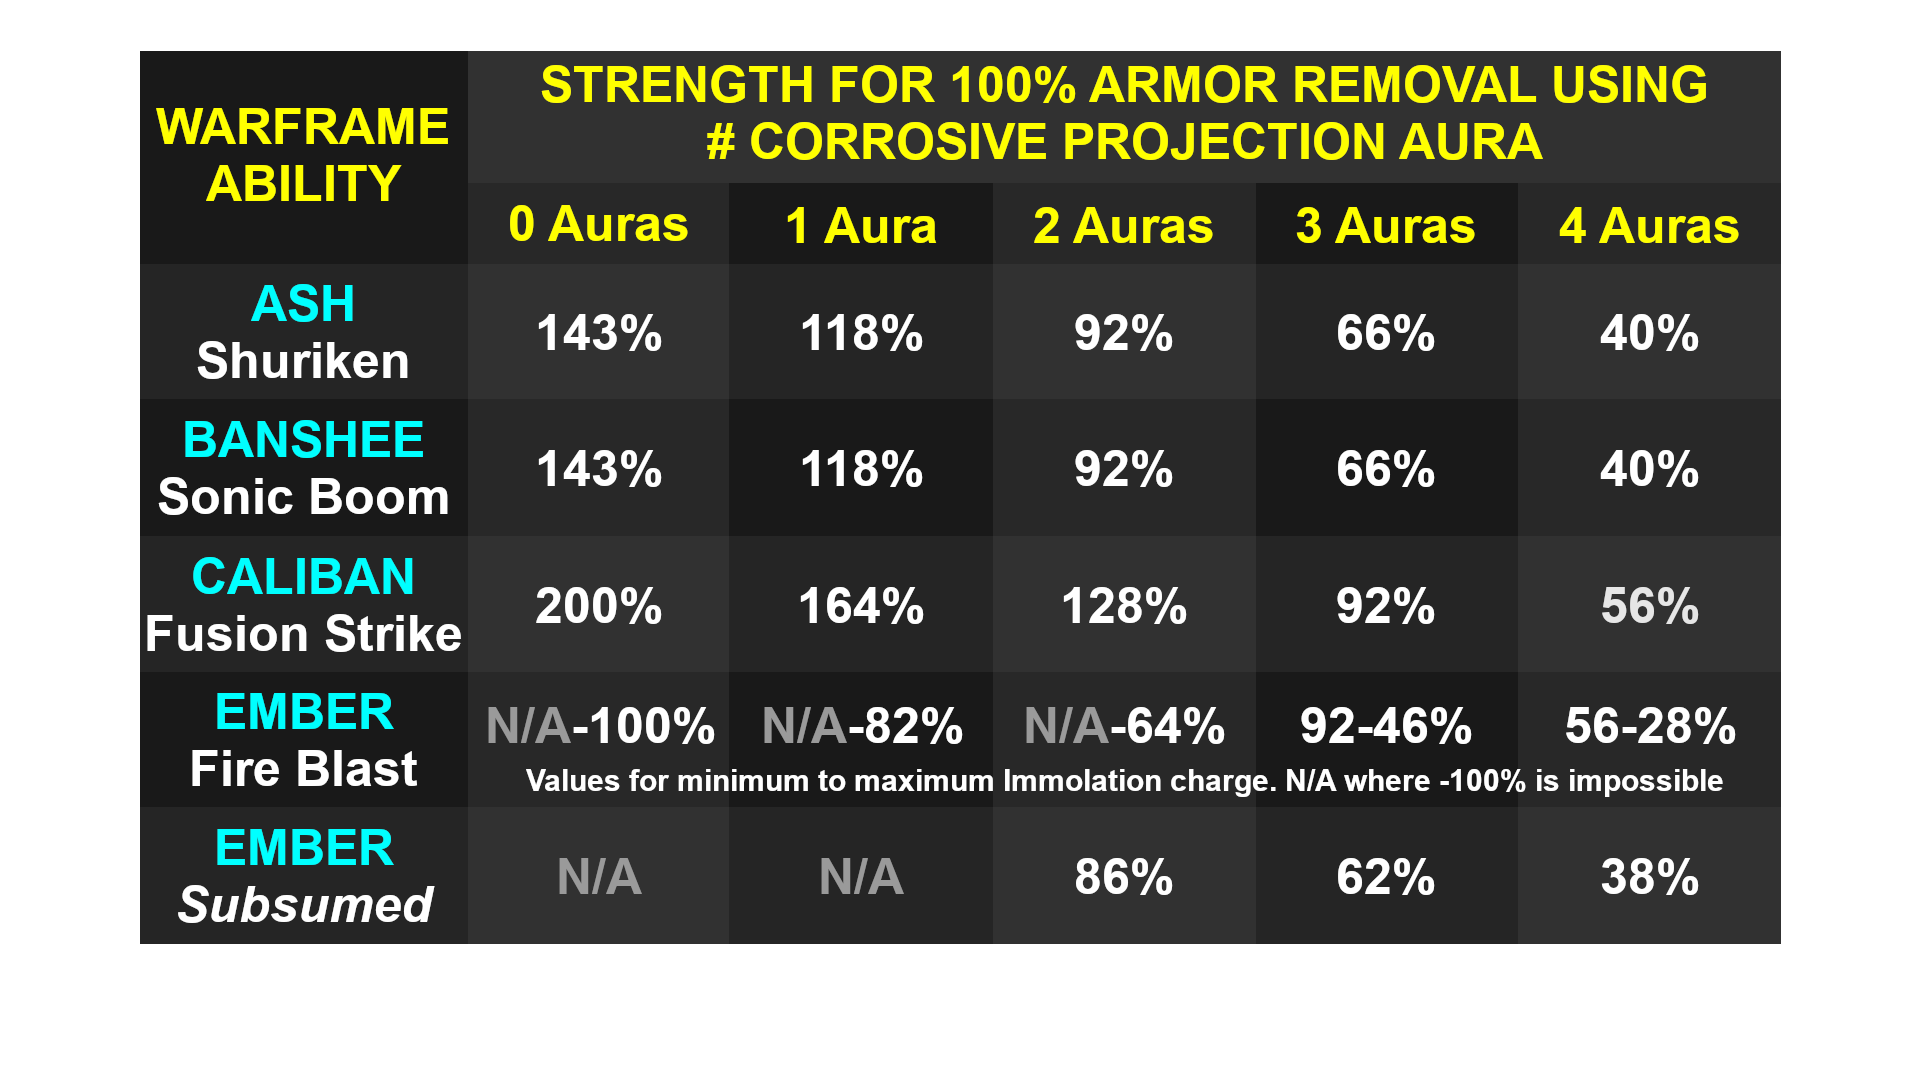 WARFRAME
ABILITY
STRENGTH FOR 100% ARMOR REMOVAL USING
# CORROSIVE PROJECTION AURA
0 Auras 1 Aura 2 Auras 3 Auras 4 Auras
ASH
Shuriken
143% 118% 92% 66% 40%
BANSHEE
Sonic Boom
143% 118% 92% 66% 40%
CALIBAN
Fusion Strike
200% 164% 128% 92% 56%
EMBER
Fire Blast
N/A-100% N/A-82% N/A-64% 92-46% 56-28%
Values for minimum to maximum Immolation charge. N/A where -100% is impossible
EMBER
Subsumed
N/A N/A 86% 62% 38%